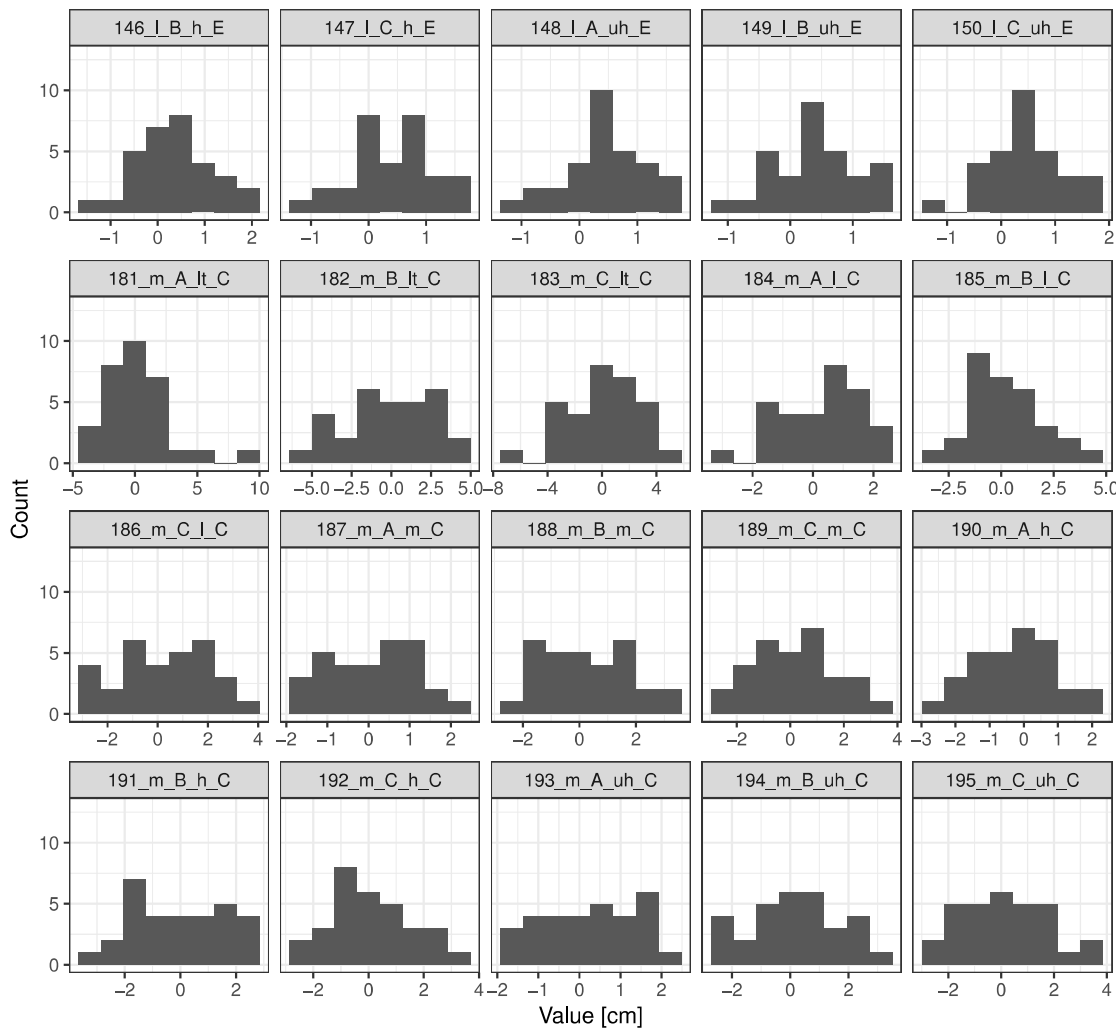 146_l_B_h_E 147_l_C_h_E 148_l_A_uh_E 149_l_B_uh_E 150_l_C_uh_E
10
5
0
−1 0 1 2 −1 0 1 −1 0 1 −1 0 1 −1 0 1 2
181_m_A_lt_C 182_m_B_lt_C 183_m_C_lt_C 184_m_A_l_C 185_m_B_l_C
10
5
0
−5 0 5 10 −5.0 −2.5 0.0 2.5 5.0 −8 −4 0 4 −2 0 2 −2.5 0.0 2.5 5.0
Count
186_m_C_l_C 187_m_A_m_C 188_m_B_m_C 189_m_C_m_C 190_m_A_h_C
10
5
0
−2 0 2 4 −2 −1 0 1 2 −2 0 2 −2 0 2 4 −3 −2 −1 0 1 2
191_m_B_h_C 192_m_C_h_C 193_m_A_uh_C 194_m_B_uh_C 195_m_C_uh_C
10
5
0
−2 0 2 −2 0 2 4 −2 −1 0 1 2 −2 0 2 −2 0 2 4
Value [cm]